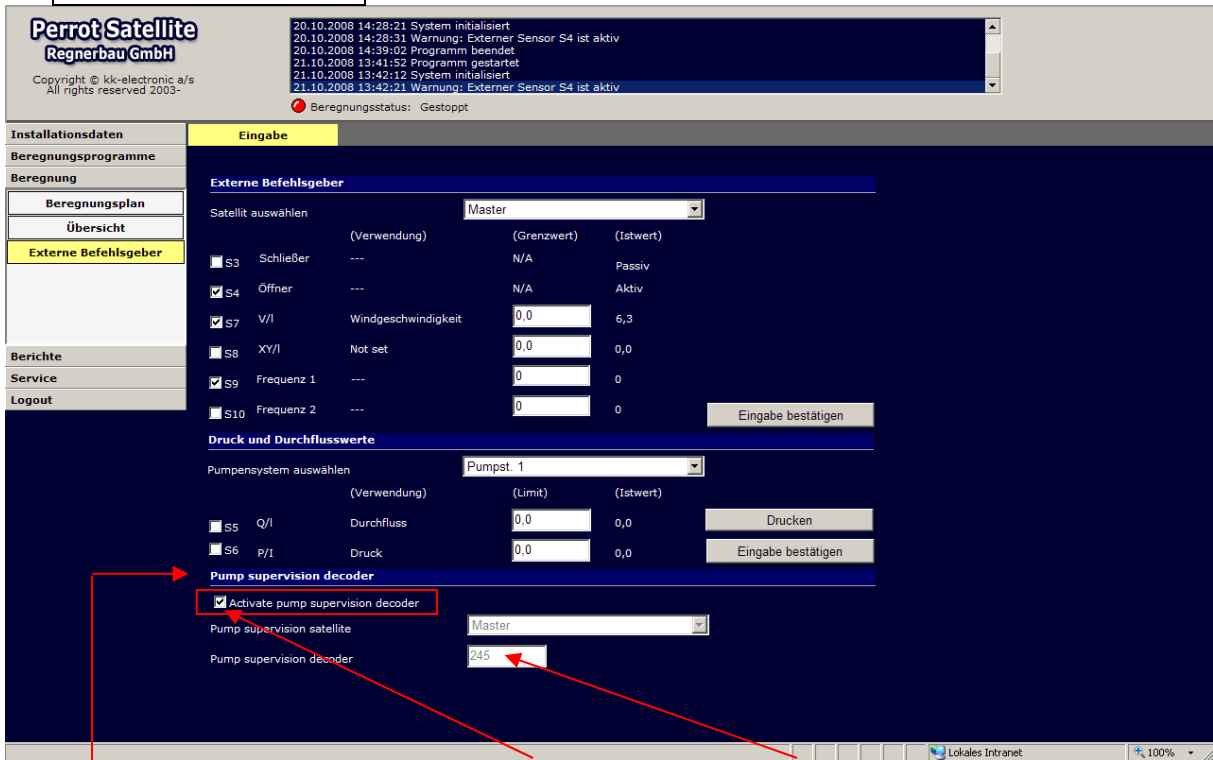 Perrot Satellite
Regnerbau GmbH
Copyright © kk-electronic a/s
All rights reserved 2003-
20.10.2008 14:28:21 System initialisiert
20.10.2008 14:28:31 Warnung: Externer Sensor S4 ist aktiv
20.10.2008 14:39:02 Programm beendet
21.10.2008 13:41:52 Programm gestartet
21.10.2008 13:42:12 System initialisiert
21.10.2008 13:42:21 Warnung: Externer Sensor S4 ist aktiv
Beregnungsstatus: Gestoppt
Installationsdaten
Beregnungsprogramme
Beregnung
Beregnungsplan
Übersicht
Externe Befehlsgeber
Berichte
Service
Logout
Eingabe
Externe Befehlsgeber
Satellit auswählen Master
(Verwendung) (Grenzwert) (Istwert)
S3 Schließer --- N/A Passiv
S4 Öffner --- N/A Aktiv
S7 V/I Windgeschwindigkeit 0,0 6,3
S8 XY/I Not set 0,0 0,0
S9 Frequenz 1 --- 0 0
S10 Frequenz 2 --- 0 0 Eingabe bestätigen
Druck und Durchflusswerte
Pumpensystem auswählen Pumpst. 1
(Verwendung) (Limit) (Istwert)
S5 Q/I Durchfluss 0,0 0,0 Drucken
S6 P/I Druck 0,0 0,0 Eingabe bestätigen
Pump supervision decoder
Activate pump supervision decoder
Pump supervision satellite Master
Pump supervision decoder 245
Lokales Intranet 100%